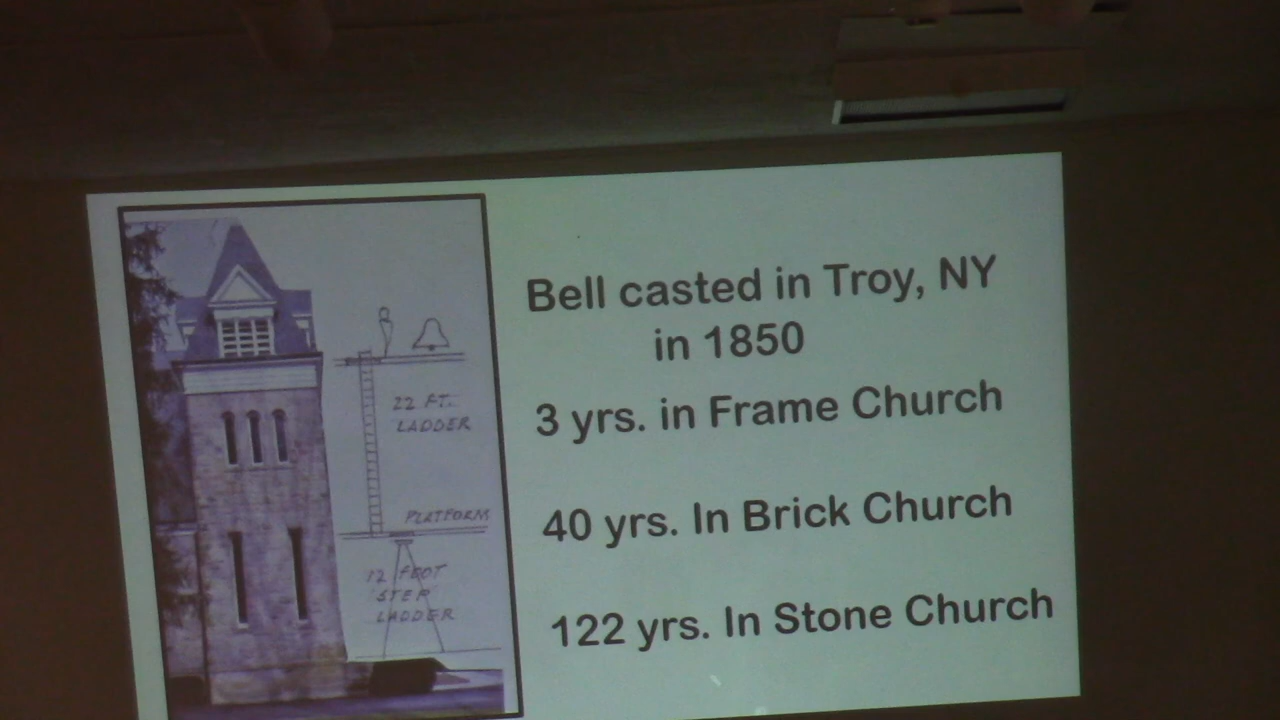 Bell casted in Troy, NY
in 1850
3 yrs. in Frame Church
40 yrs. In Brick Church
122 yrs. In Stone Church
22 FT.
LADDER
PLATFORM
12 FOOT
STEP
LADDER